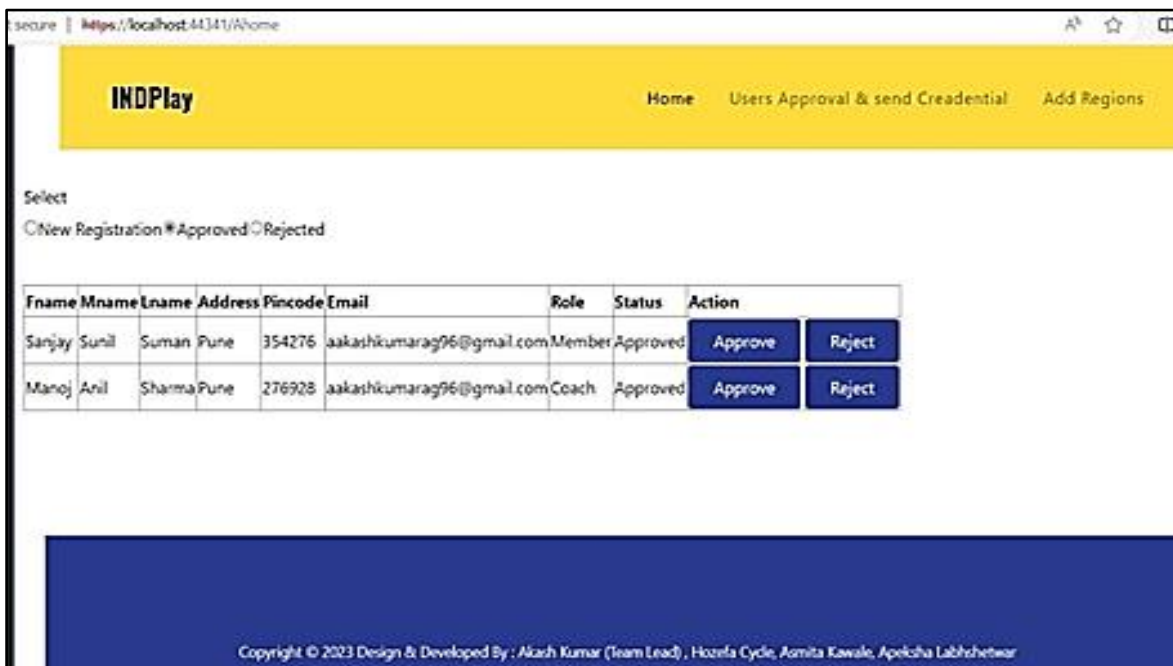 secure | https://localhost:44341/Ahome
INDPlay Home Users Approval & send Creadential Add Regions
Select
New Registration Approved Rejected
Fname Mname Lname Address Pincode Email Role Status Action
Sanjay Sunil Suman Pune 354276 aakashkumarag96@gmail.com Member Approved Approve Reject
Manoj Anil Sharma Pune 276928 aakashkumarag96@gmail.com Coach Approved Approve Reject
Copyright © 2023 Design & Developed By : Akash Kumar (Team Lead) , Hozefa Cycle, Asmita Kawale, Apeksha Labhshetwar